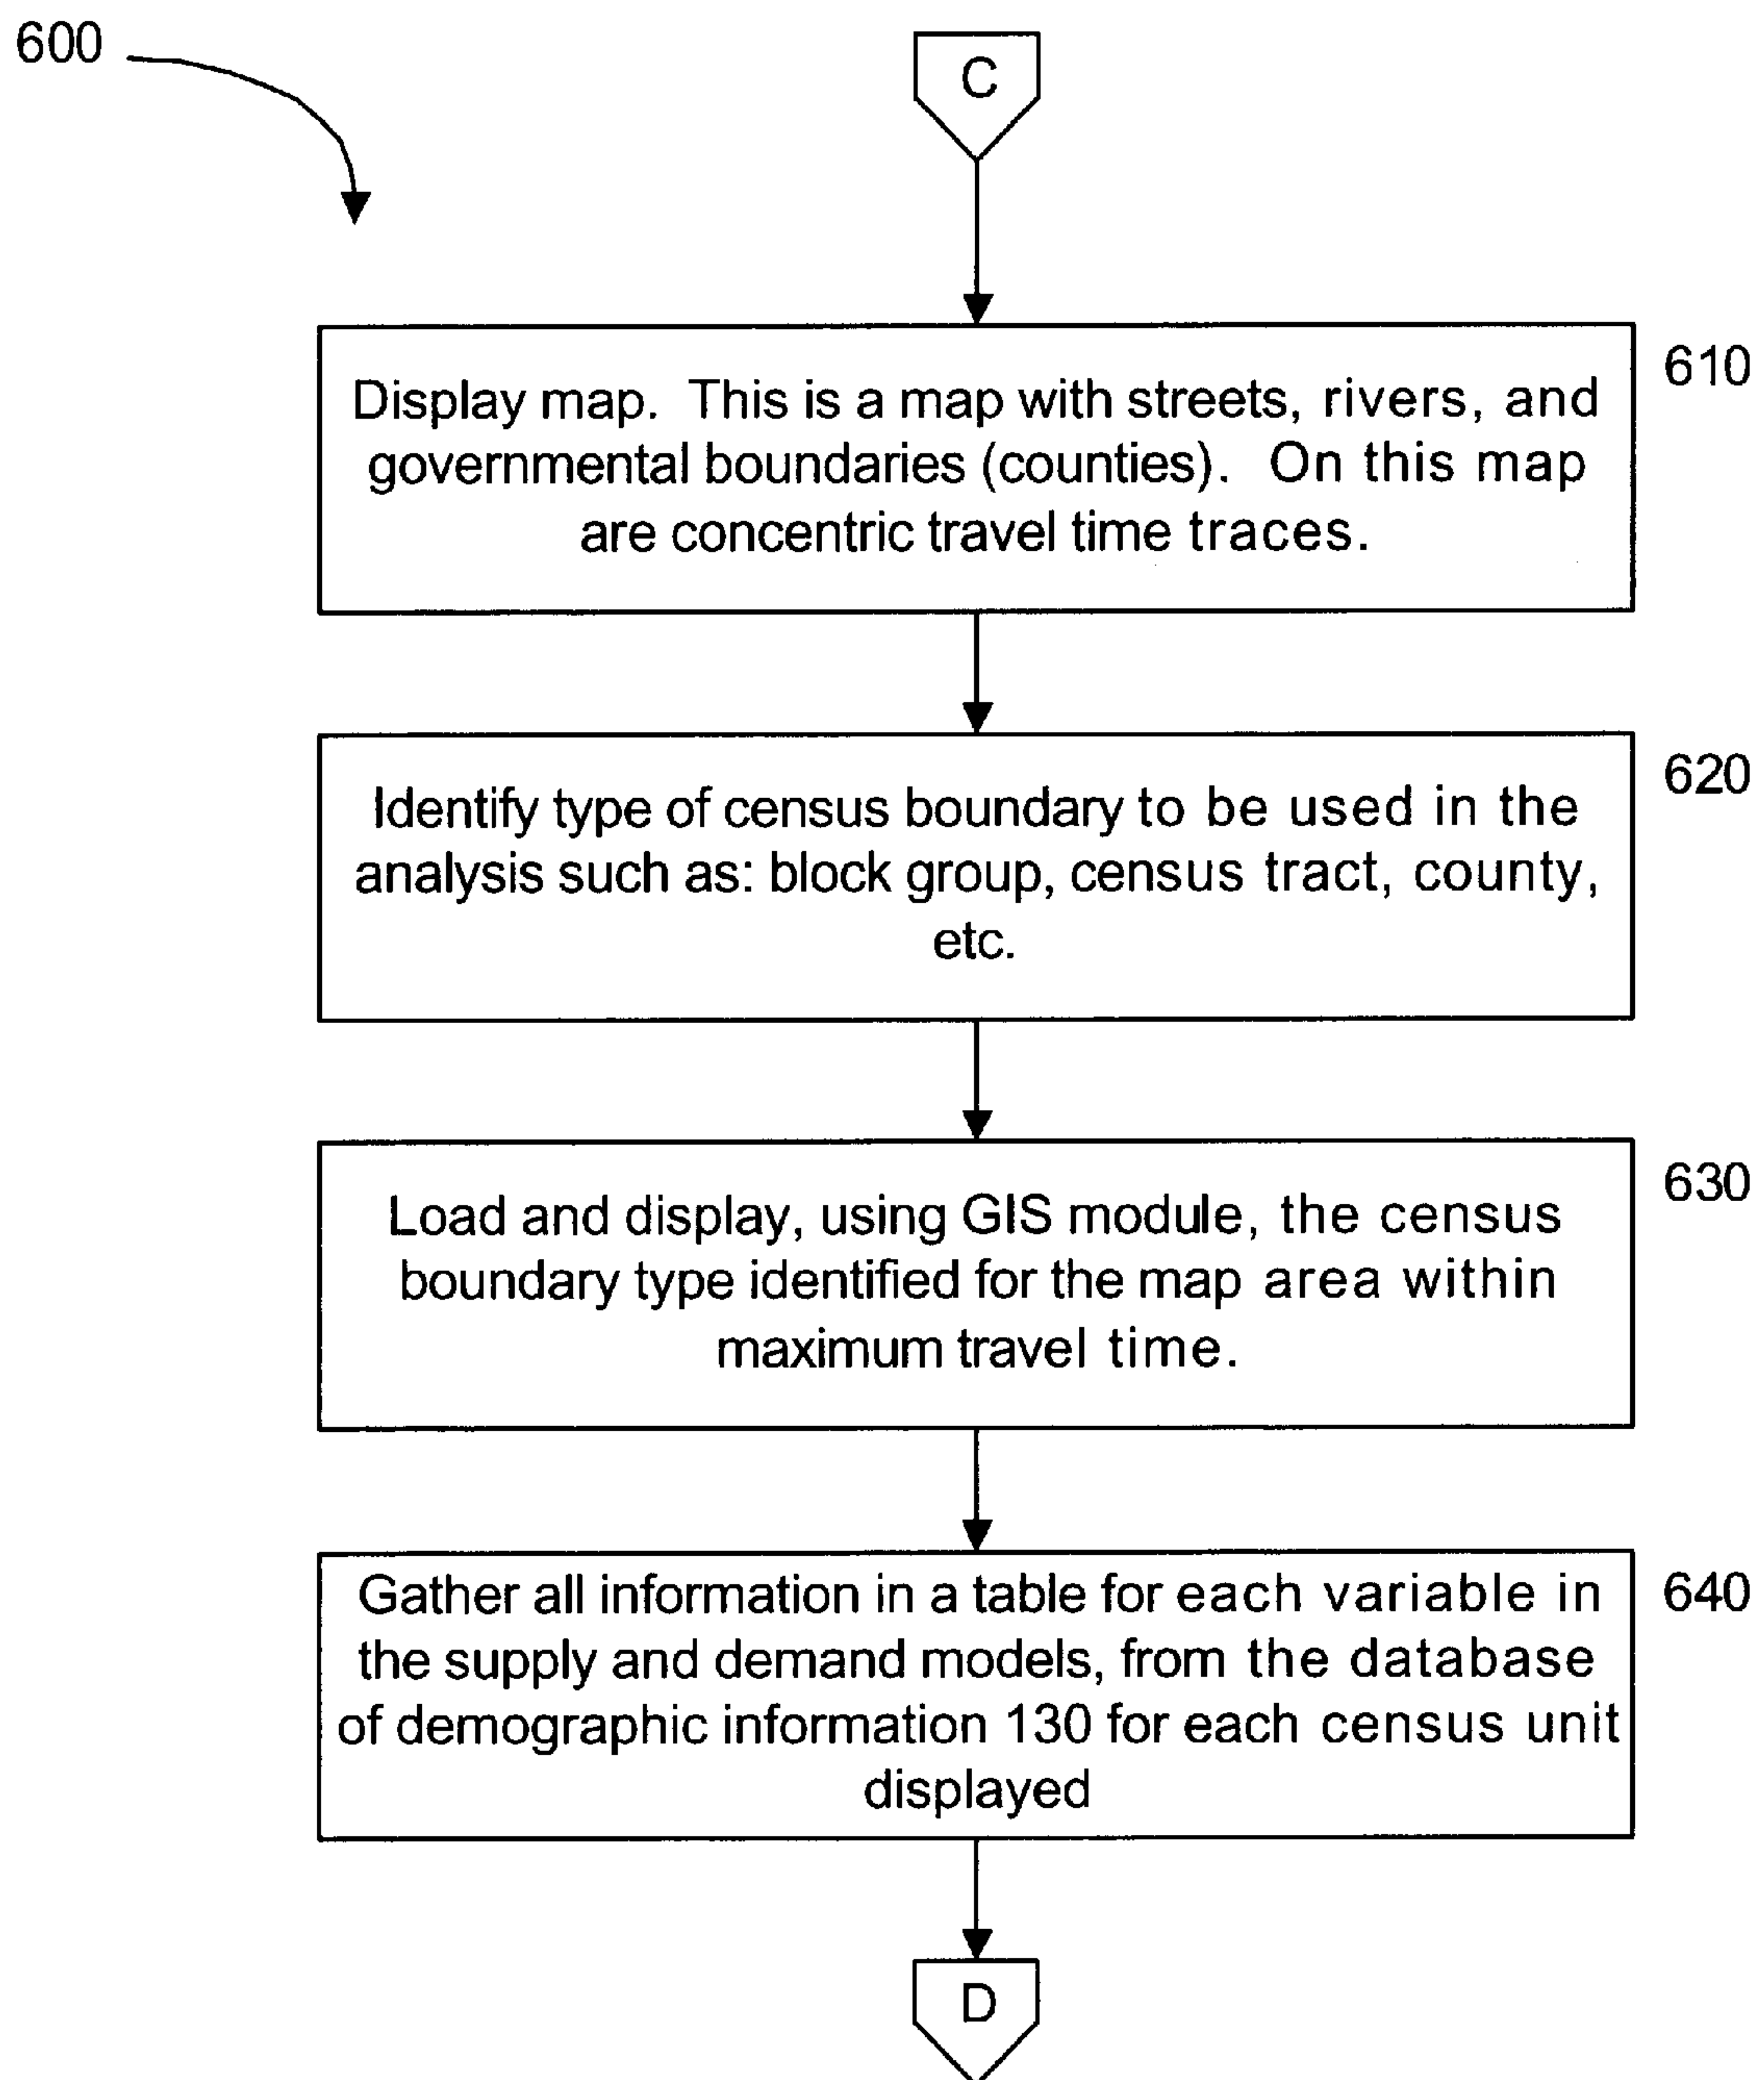 600
C
610
Display map. This is a map with streets, rivers, and
governmental boundaries (counties). On this map
are concentric travel time traces.
620
Identify type of census boundary to be used in the
analysis such as: block group, census tract, county,
etc.
630
Load and display, using GIS module, the census
boundary type identified for the map area within
maximum travel time.
640
Gather all information in a table for each variable in
the supply and demand models, from the database
of demographic information 130 for each census unit
displayed
D